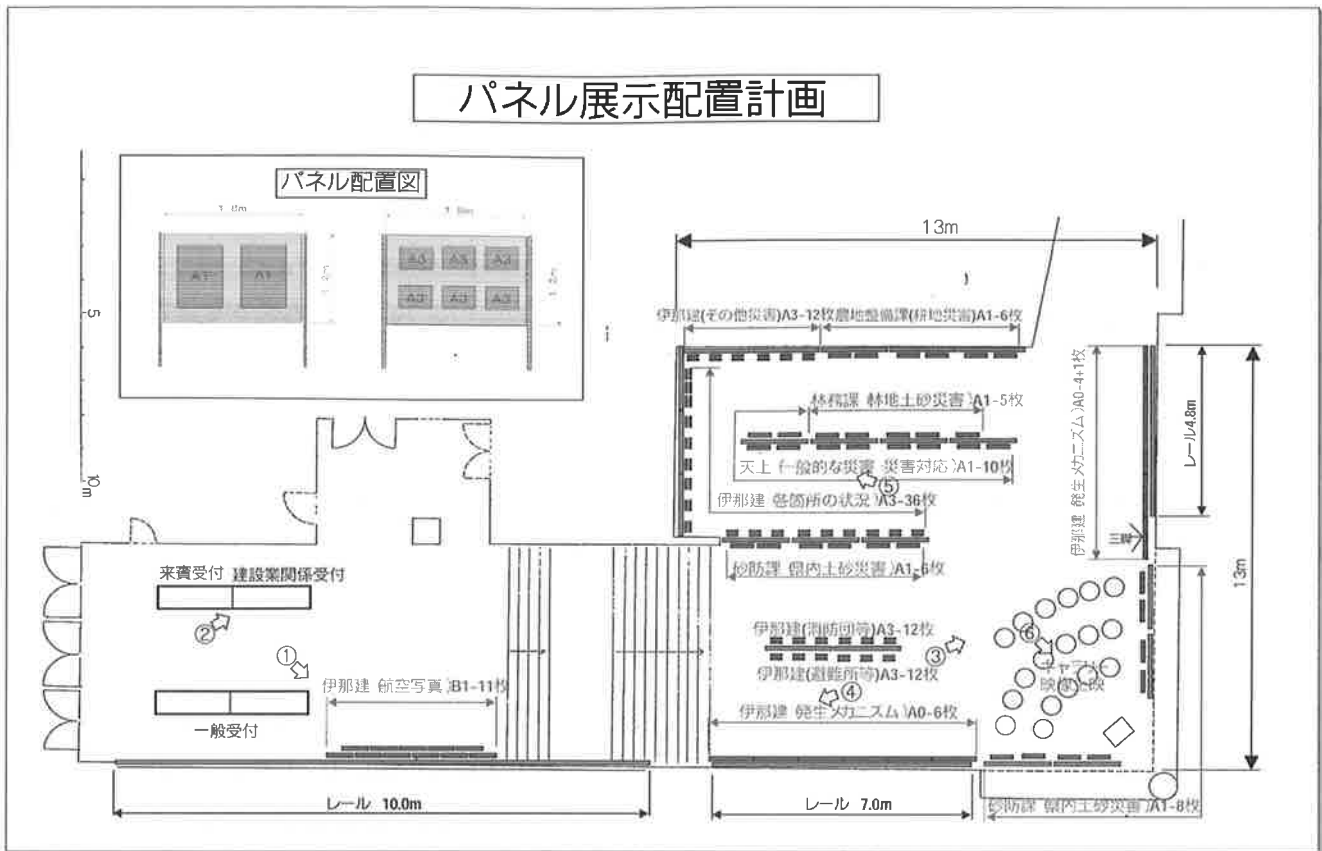 パネル展示配置計画
パネル配置図
A1
A1
A3
A3
A3
A3
A3
A3
13m
5
10m
伊那建(その他災害)A3-12枚
農地整備課(耕地災害)A1-6枚
林務課 林地土砂災害)A1-5枚
天上 (一般的な災害 災害対応)A1-10枚
⑤
伊那建 各箇所の状況)A3-36枚
砂防課 県内土砂災害)A1-6枚
伊那建 発生メカニズム)A0-4+1枚
レール4.8m
13m
来賓受付
建設業関係受付
②
①
伊那建 航空写真)B1-11枚
一般受付
伊那建(消防団等)A3-12枚
③
⑥
伊那建(避難所等)A3-12枚
④
映像上映
伊那建 発生メカニズム)A0-6枚
レール 10.0m
レール 7.0m
砂防課 県内土砂災害)A1-8枚